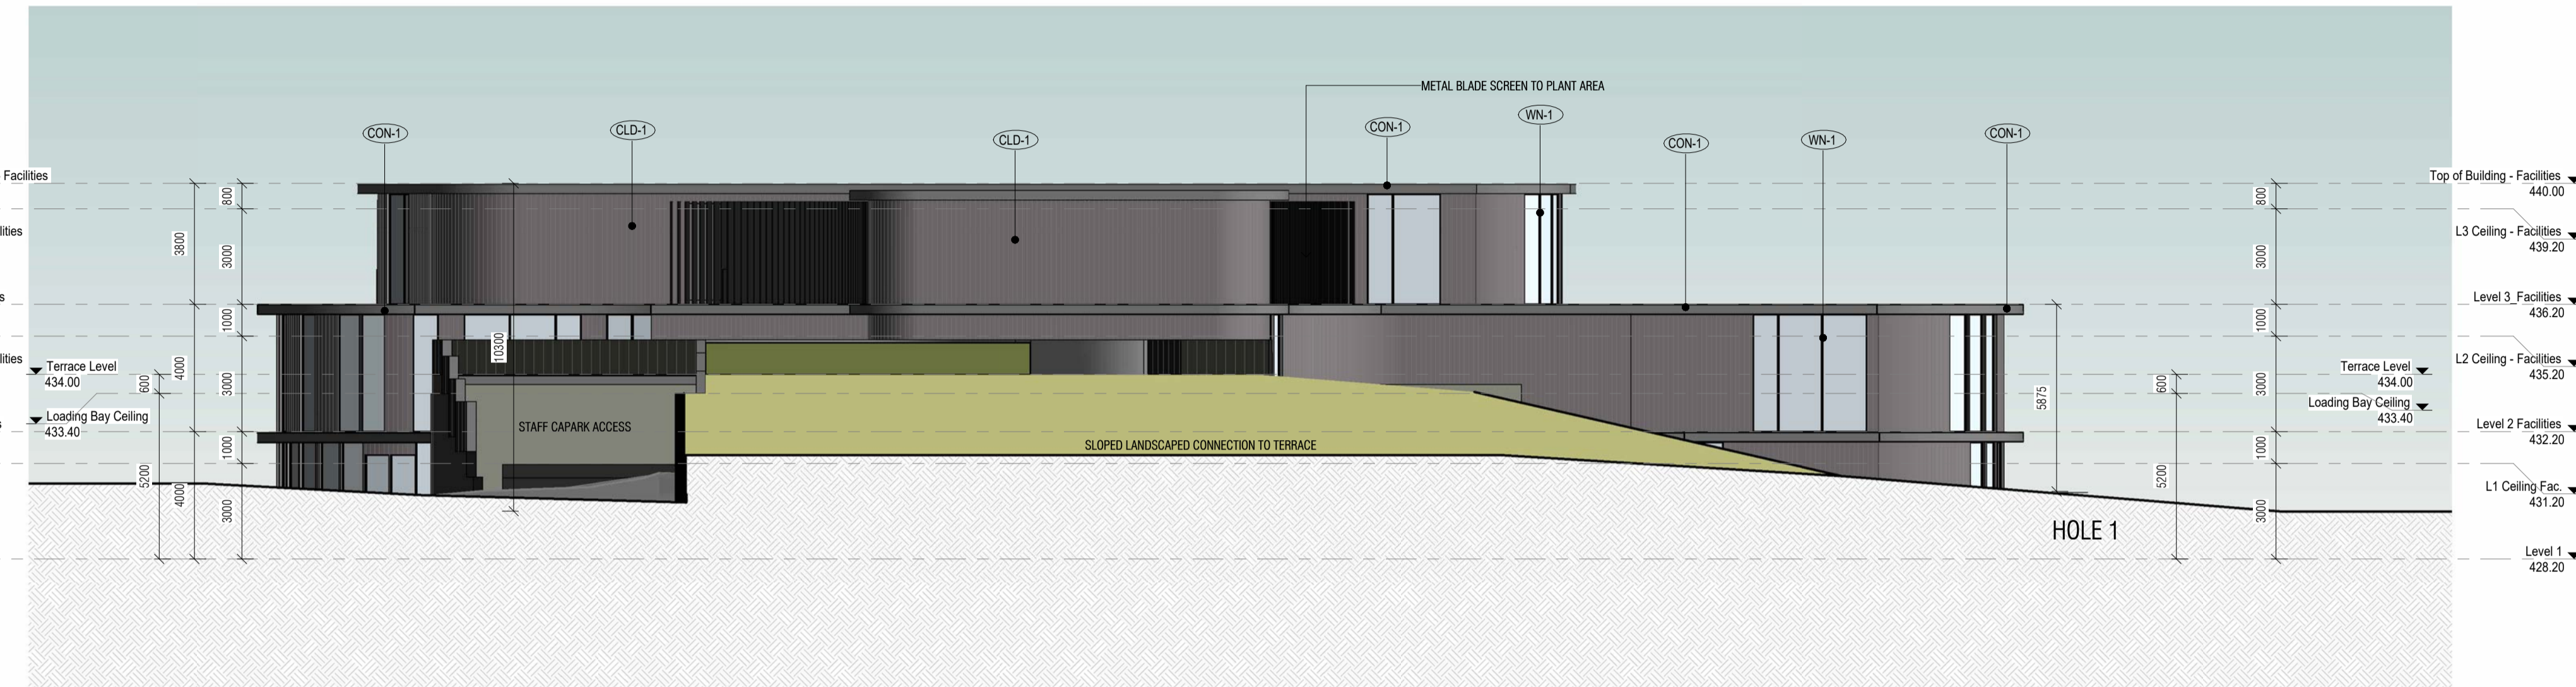 METAL BLADE SCREEN TO PLANT AREA
CON-1
CLD-1
CLD-1
CON-1
WN-1
CON-1
WN-1
CON-1
Facilities
lities
s
lities
s
Terrace Level
434.00
Loading Bay Ceiling
433.40
3800
800
3000
1000
4000
3000
600
1000
5200
4000
3000
10300
STAFF CAPARK ACCESS
SLOPED LANDSCAPED CONNECTION TO TERRACE
HOLE 1
5875
600
5200
800
3000
1000
3000
1000
3000
Terrace Level
434.00
Loading Bay Ceiling
433.40
Top of Building - Facilities
440.00
L3 Ceiling - Facilities
439.20
Level 3_Facilities
436.20
L2 Ceiling - Facilities
435.20
Level 2 Facilities
432.20
L1 Ceiling Fac.
431.20
Level 1
428.20